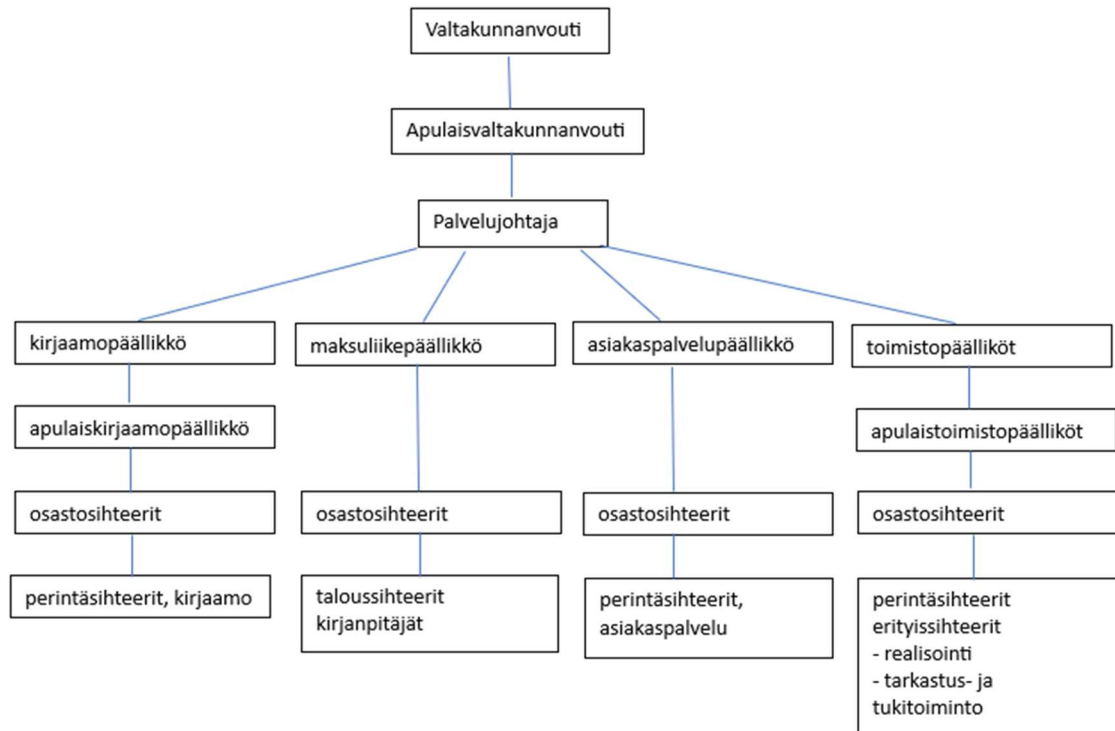 Valtakunnanvouti
Apulaisvaltakunnanvouti
Palvelujohtaja
kirjaamopäällikkö
maksuliikepäällikkö
asiakaspalvelupäällikkö
toimistopäälliköt
apulaiskirjaamopäällikkö
apulaistoimistopäälliköt
osastosihteerit
osastosihteerit
osastosihteerit
osastosihteerit
perintäsihteerit, kirjaamo
taloussihteerit
kirjanpitäjät
perintäsihteerit,
asiakaspalvelu
perintäsihteerit
erityissihteerit
- realisointi
- tarkastus- ja
tukitoiminto